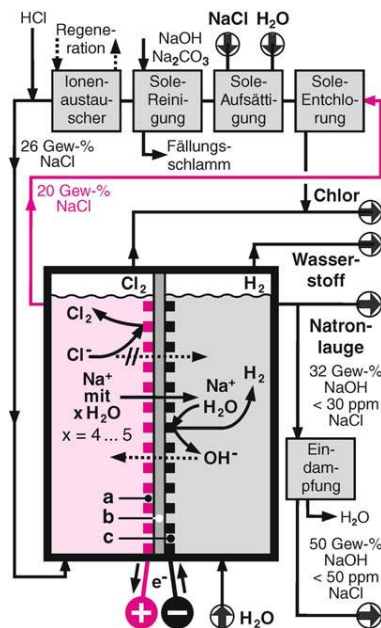 HCl
Regene-
ration
NaOH
Na₂CO₃
NaCl
H₂O
Ionen-
austau-
scher
Sole-
Reini-
gung
Sole-
Aufsätti-
gung
Sole-
Entchlo-
rung
26 Gew-%
NaCl
Fällungs-
schlamm
20 Gew-%
NaCl
Chlor
Wasser-
stoff
Cl₂
H₂
Natron-
lauge
Cl₂
Cl⁻
H₂
Na⁺
mit
x H₂O
x = 4 ... 5
Na⁺
H₂O
OH⁻
32 Gew-%
NaOH
< 30 ppm
NaCl
a
b
c
Ein-
dam-
pfung
H₂O
50 Gew-%
NaOH
< 50 ppm
NaCl
e⁻
+
−
H₂O